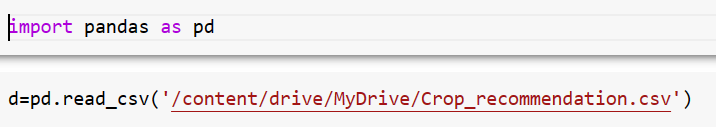 import pandas as pd
d=pd.read_csv('/content/drive/MyDrive/Crop_recommendation.csv')